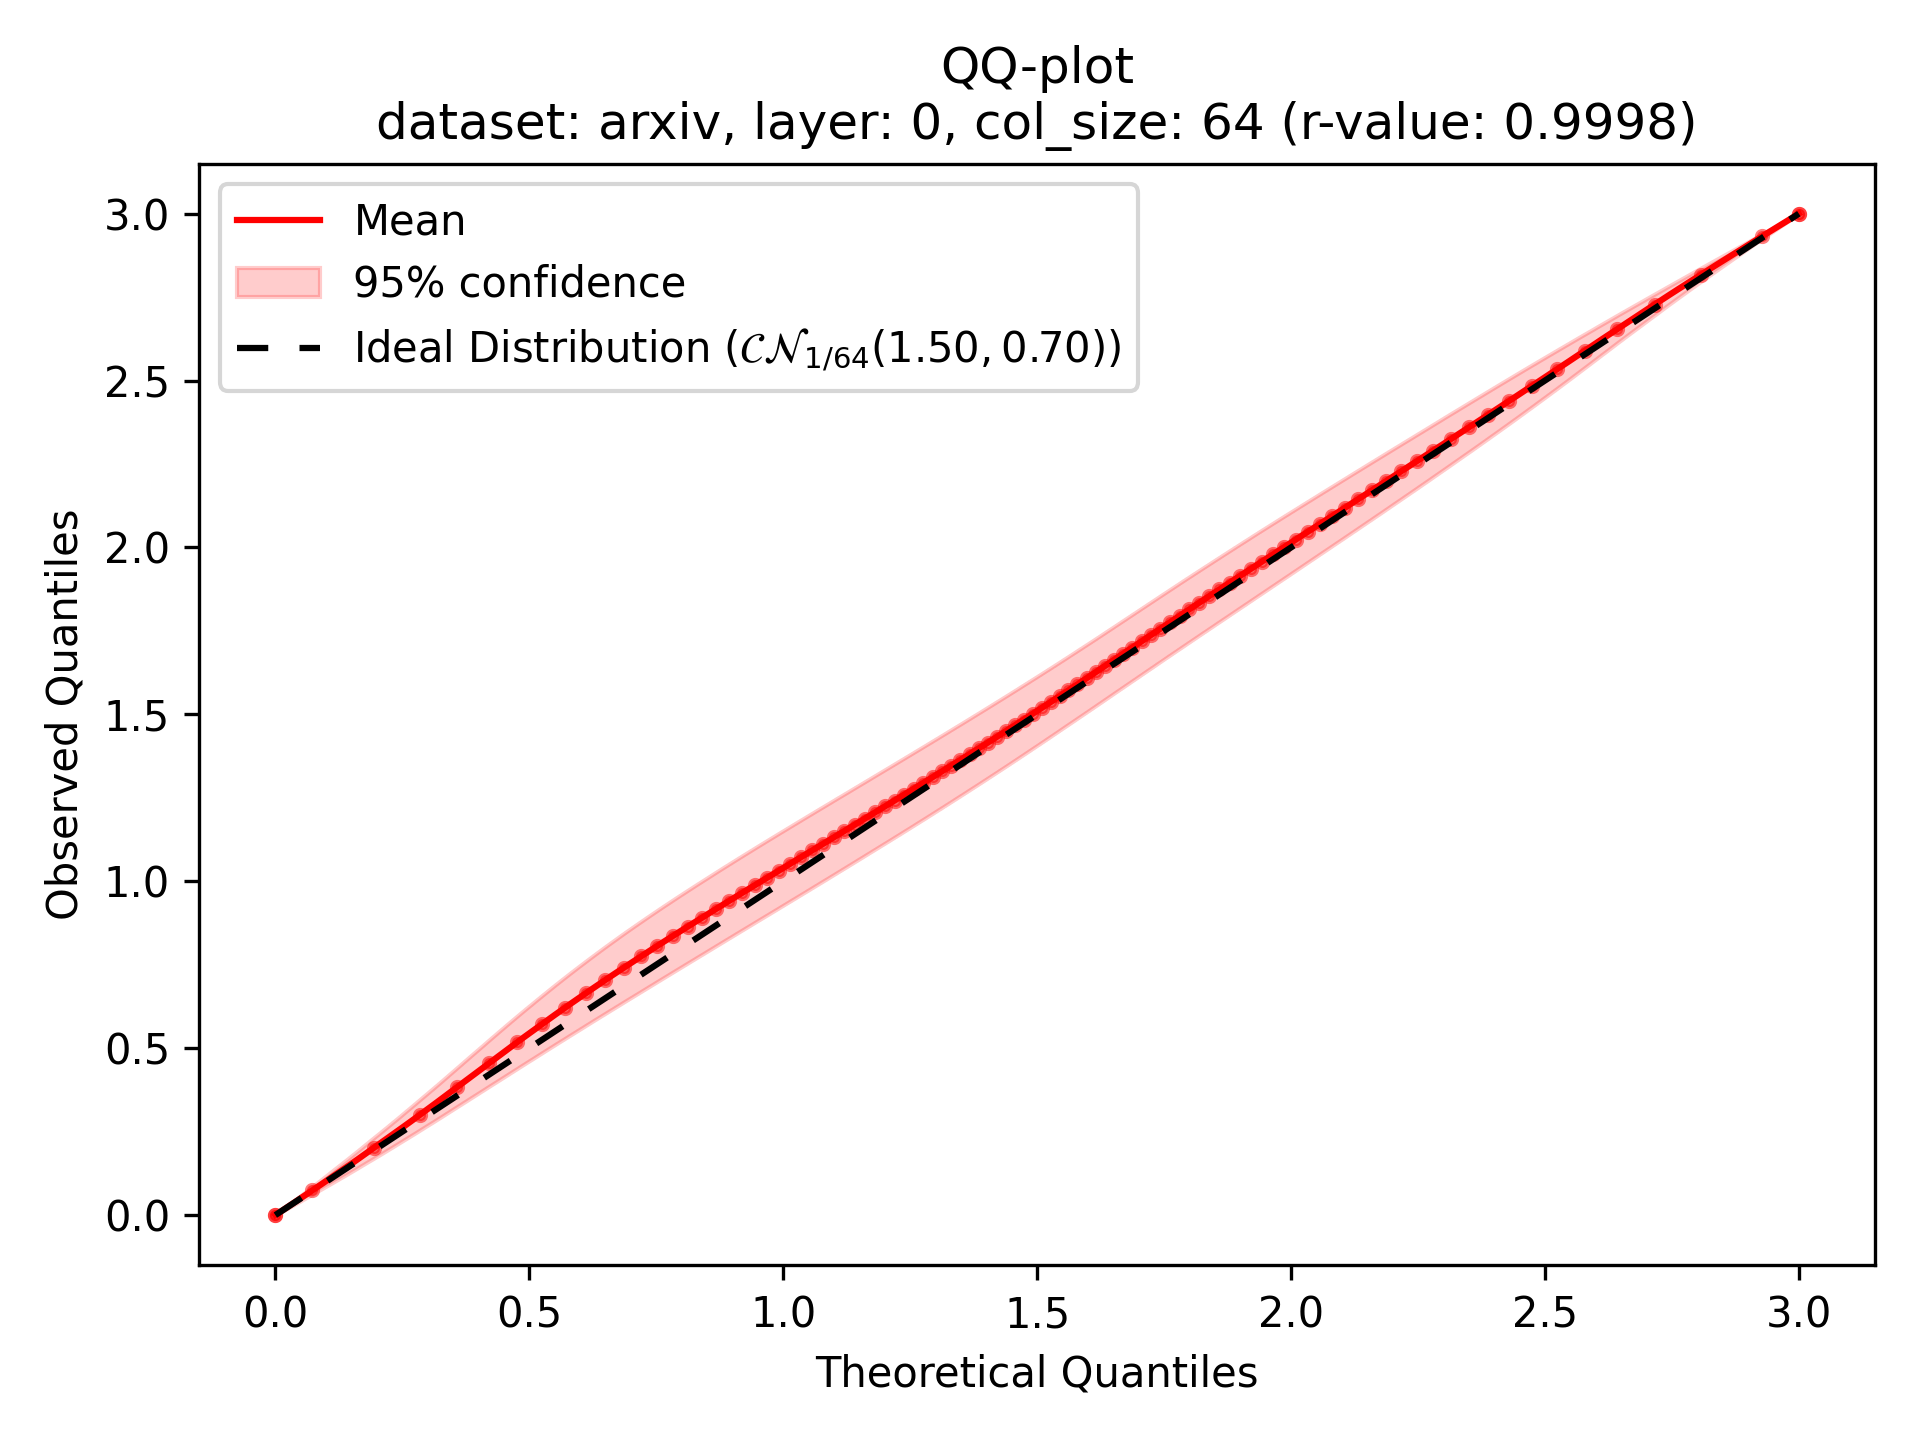 QQ-plot
dataset: arxiv, layer: 0, col_size: 64 (r-value: 0.9998)
Mean
95% confidence
Ideal Distribution (𝒞𝒩₁/₆₄(1.50, 0.70))
3.0
2.5
2.0
1.5
1.0
0.5
0.0
Observed Quantiles
0.0 0.5 1.0 1.5 2.0 2.5 3.0
Theoretical Quantiles